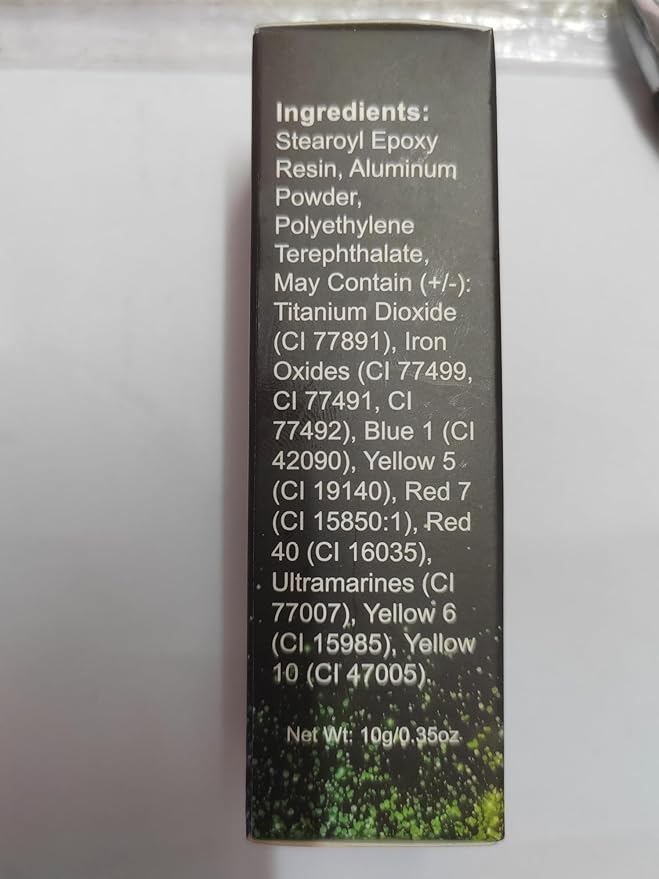 Ingredients:
Stearoyl Epoxy
Resin, Aluminum
Powder,
Polyethylene
Terephthalate,
May Contain (+/-):
Titanium Dioxide
(CI 77891), Iron
Oxides (CI 77499,
CI 77491, CI
77492), Blue 1 (CI
42090), Yellow 5
(CI 19140), Red 7
(CI 15850:1), Red
40 (CI 16035),
Ultramarines (CI
77007), Yellow 6
(CI 15985), Yellow
10 (CI 47005).
Net Wt: 10g/0.35oz